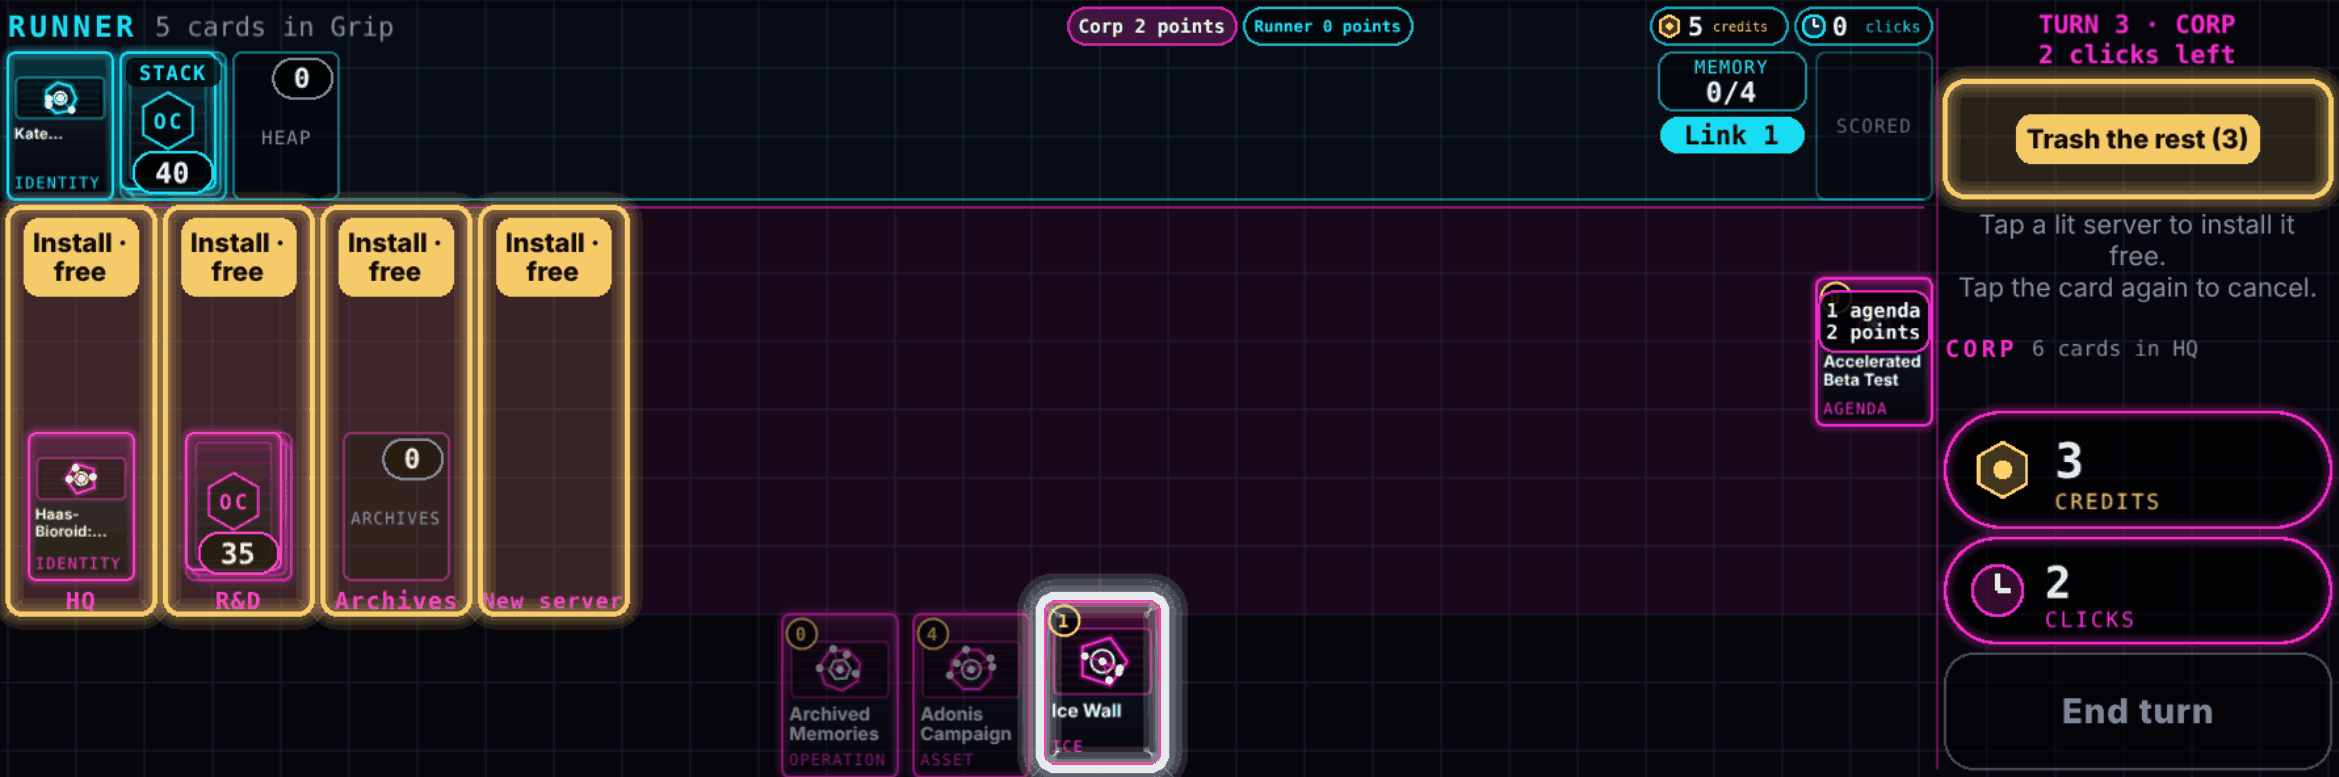 RUNNER 5 cards in Grip
Corp 2 points
Runner 0 points
5 credits
0 clicks
TURN 3 · CORP
2 clicks left
Kate...
IDENTITY
STACK
OC
40
0
HEAP
MEMORY
0/4
Link 1
SCORED
Trash the rest (3)
Tap a lit server to install it
free.
Tap the card again to cancel.
Install ·
free
Install ·
free
Install ·
free
Install ·
free
1 agenda
2 points
Accelerated
Beta Test
AGENDA
CORP 6 cards in HQ
Haas-
Bioroid:...
IDENTITY
HQ
OC
35
R&D
0
ARCHIVES
Archives
New server
3
CREDITS
2
CLICKS
End turn
0
Archived
Memories
OPERATION
4
Adonis
Campaign
ASSET
1
Ice Wall
ICE